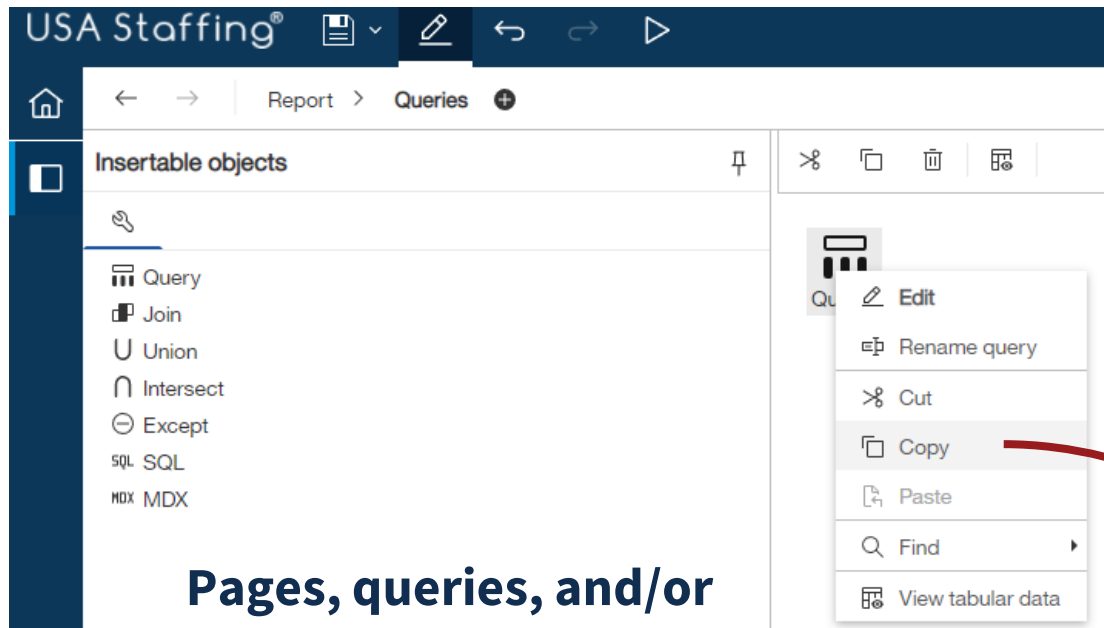 USA Staffing®
Report > Queries
Insertable objects
Query
Join
Union
Intersect
Except
SQL SQL
MDX MDX
Qu
Edit
Rename query
Cut
Copy
Paste
Find
View tabular data
Pages, queries, and/or